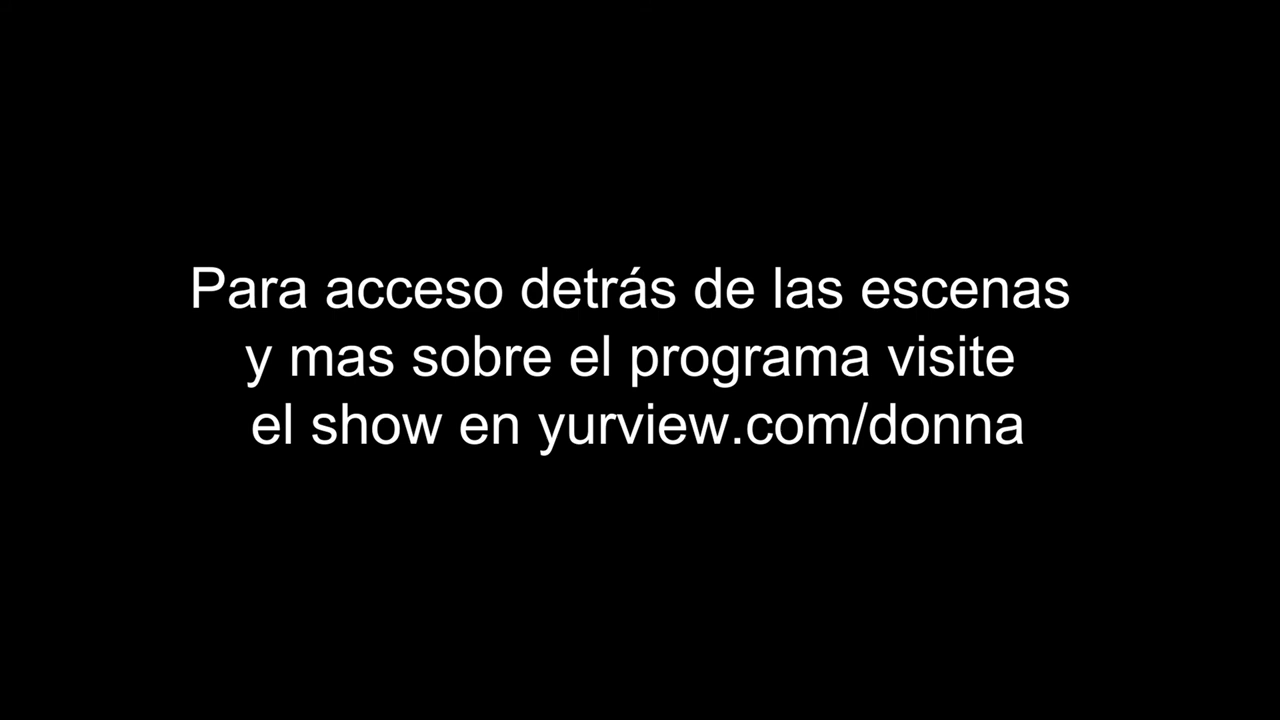 Para acceso detrás de las escenas
y mas sobre el programa visite
el show en yurview.com/donna